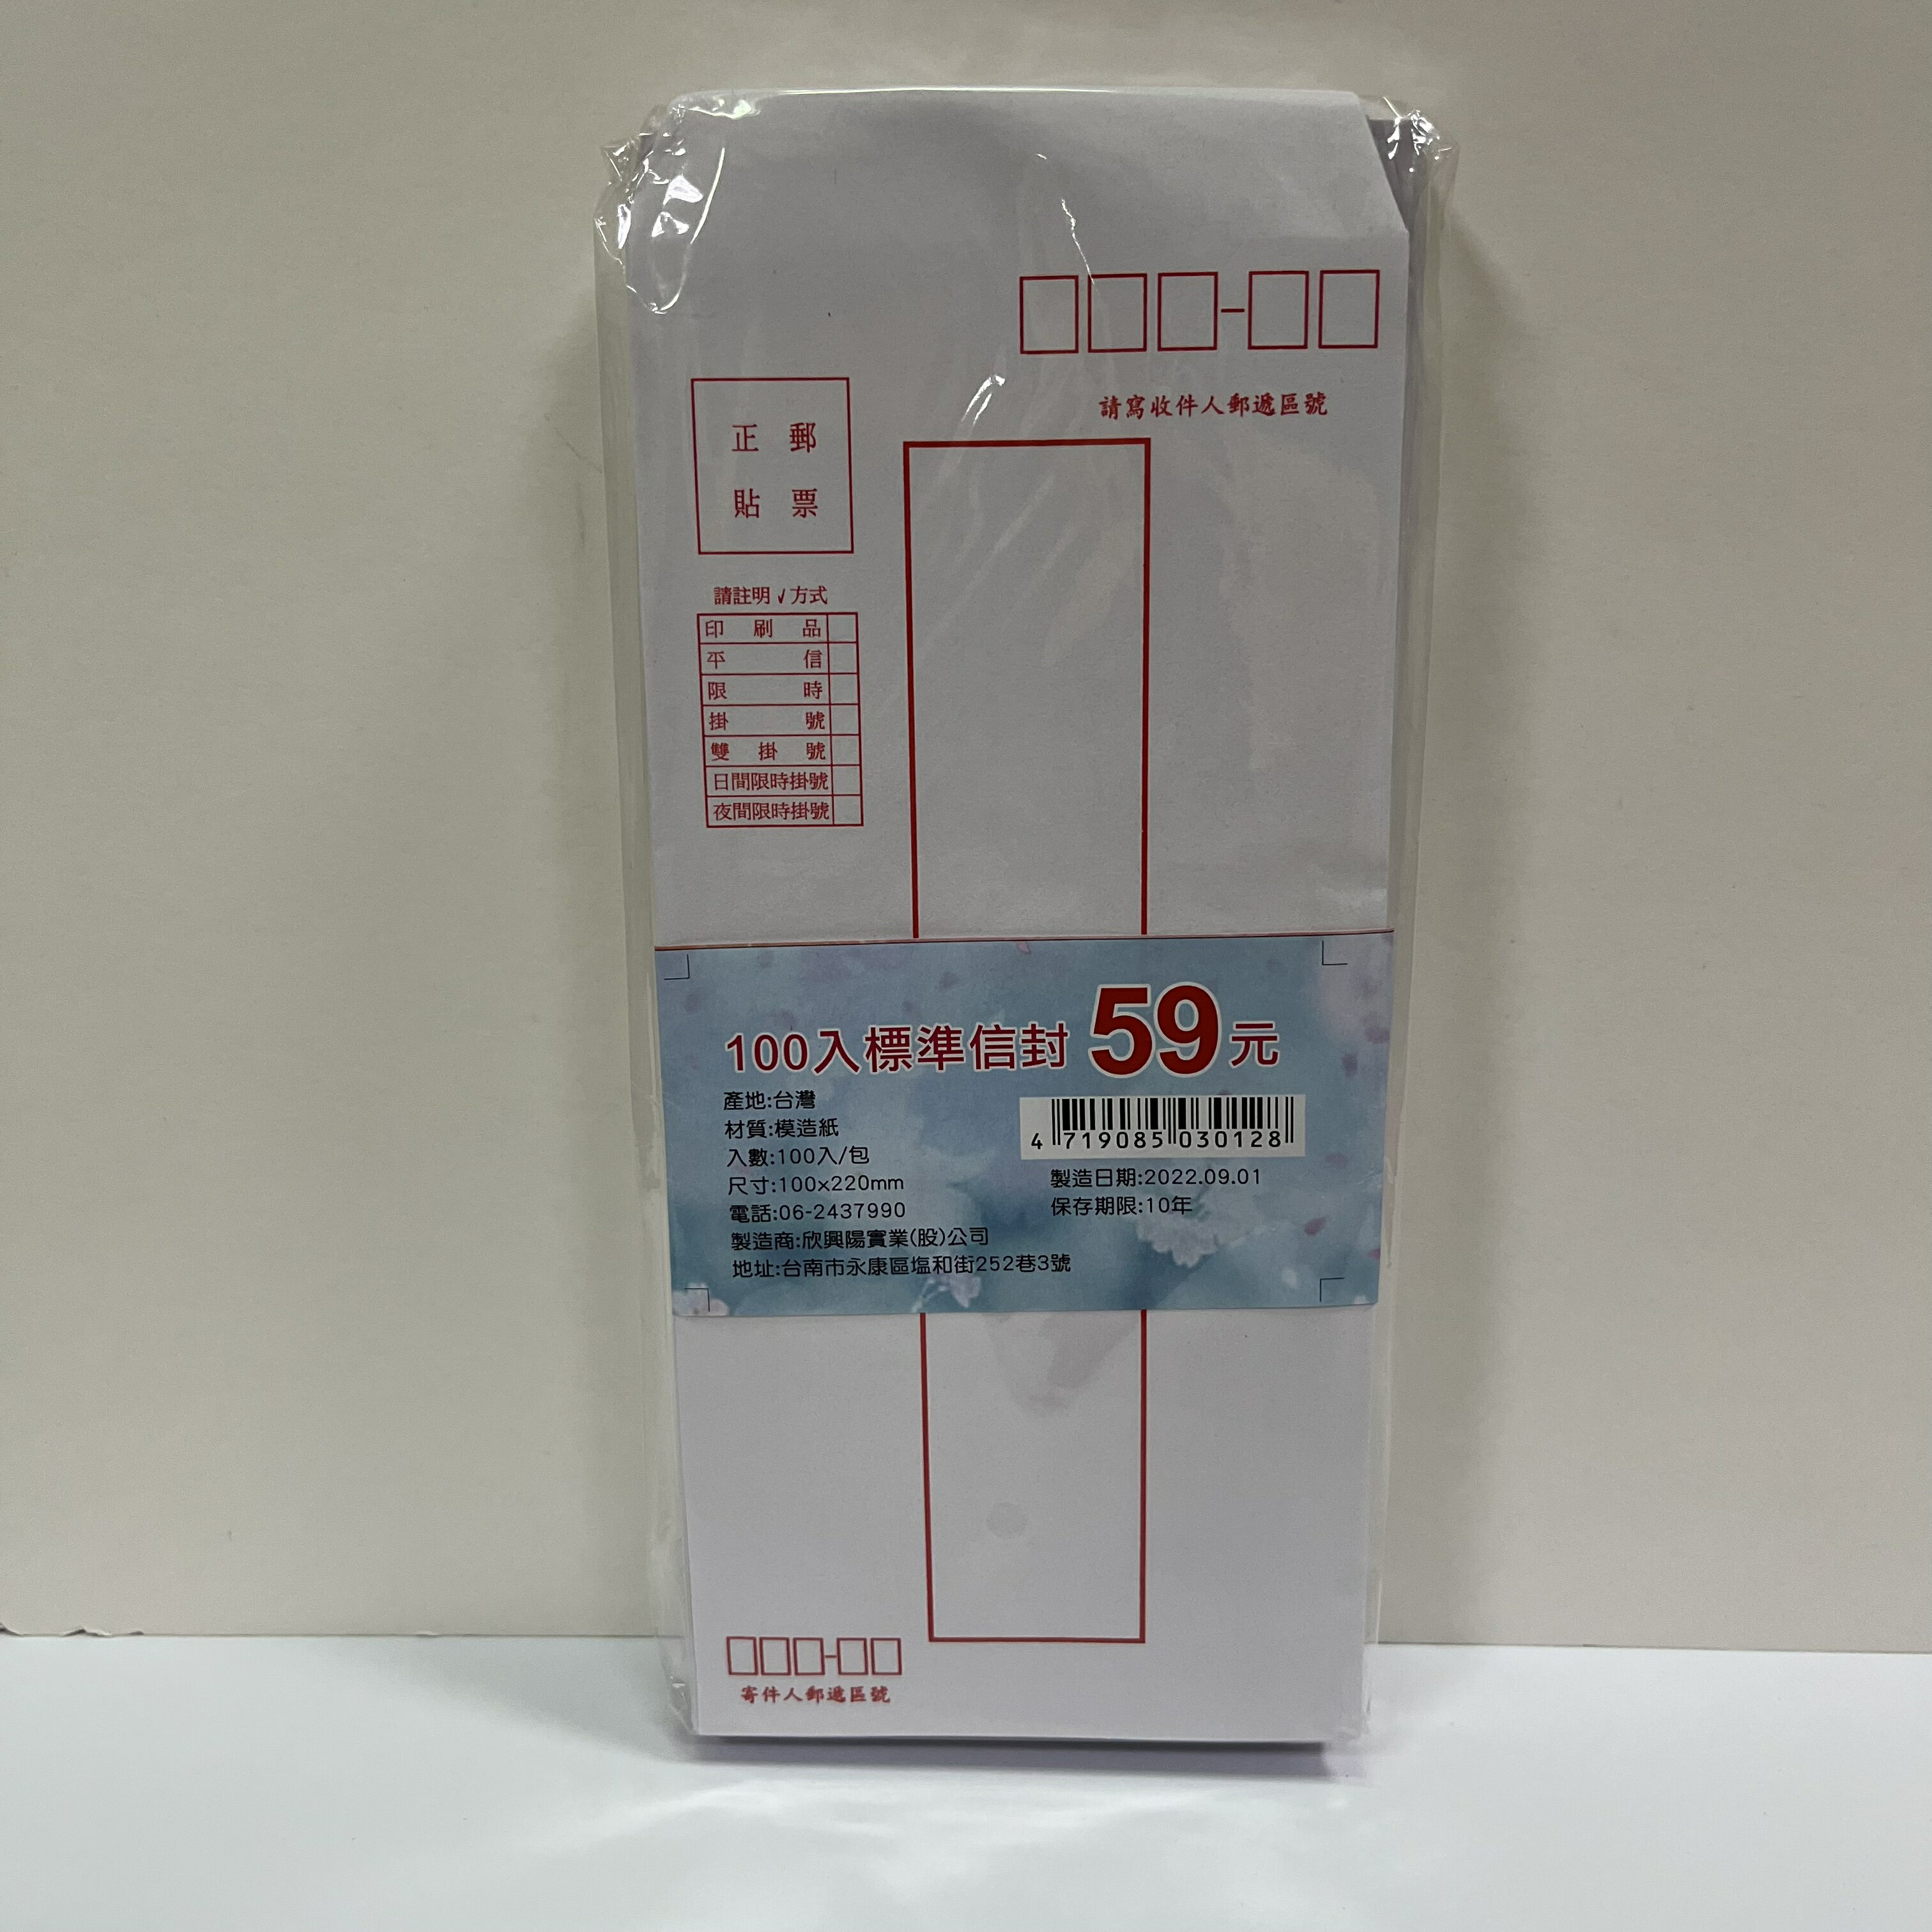 請寫收件人郵遞區號
正 郵
貼 票
請註明√方式
印刷品
平信
限時
掛號
雙掛號
日間限時掛號
夜間限時掛號
100入標準信封 59元
產地:台灣
材質:模造紙
入數:100入/包
尺寸:100x220mm
電話:06-2437990
製造商:欣興陽實業(股)公司
地址:台南市永康區塩和街252巷3號
4 719085 030128
製造日期:2022.09.01
保存期限:10年
寄件人郵遞區號